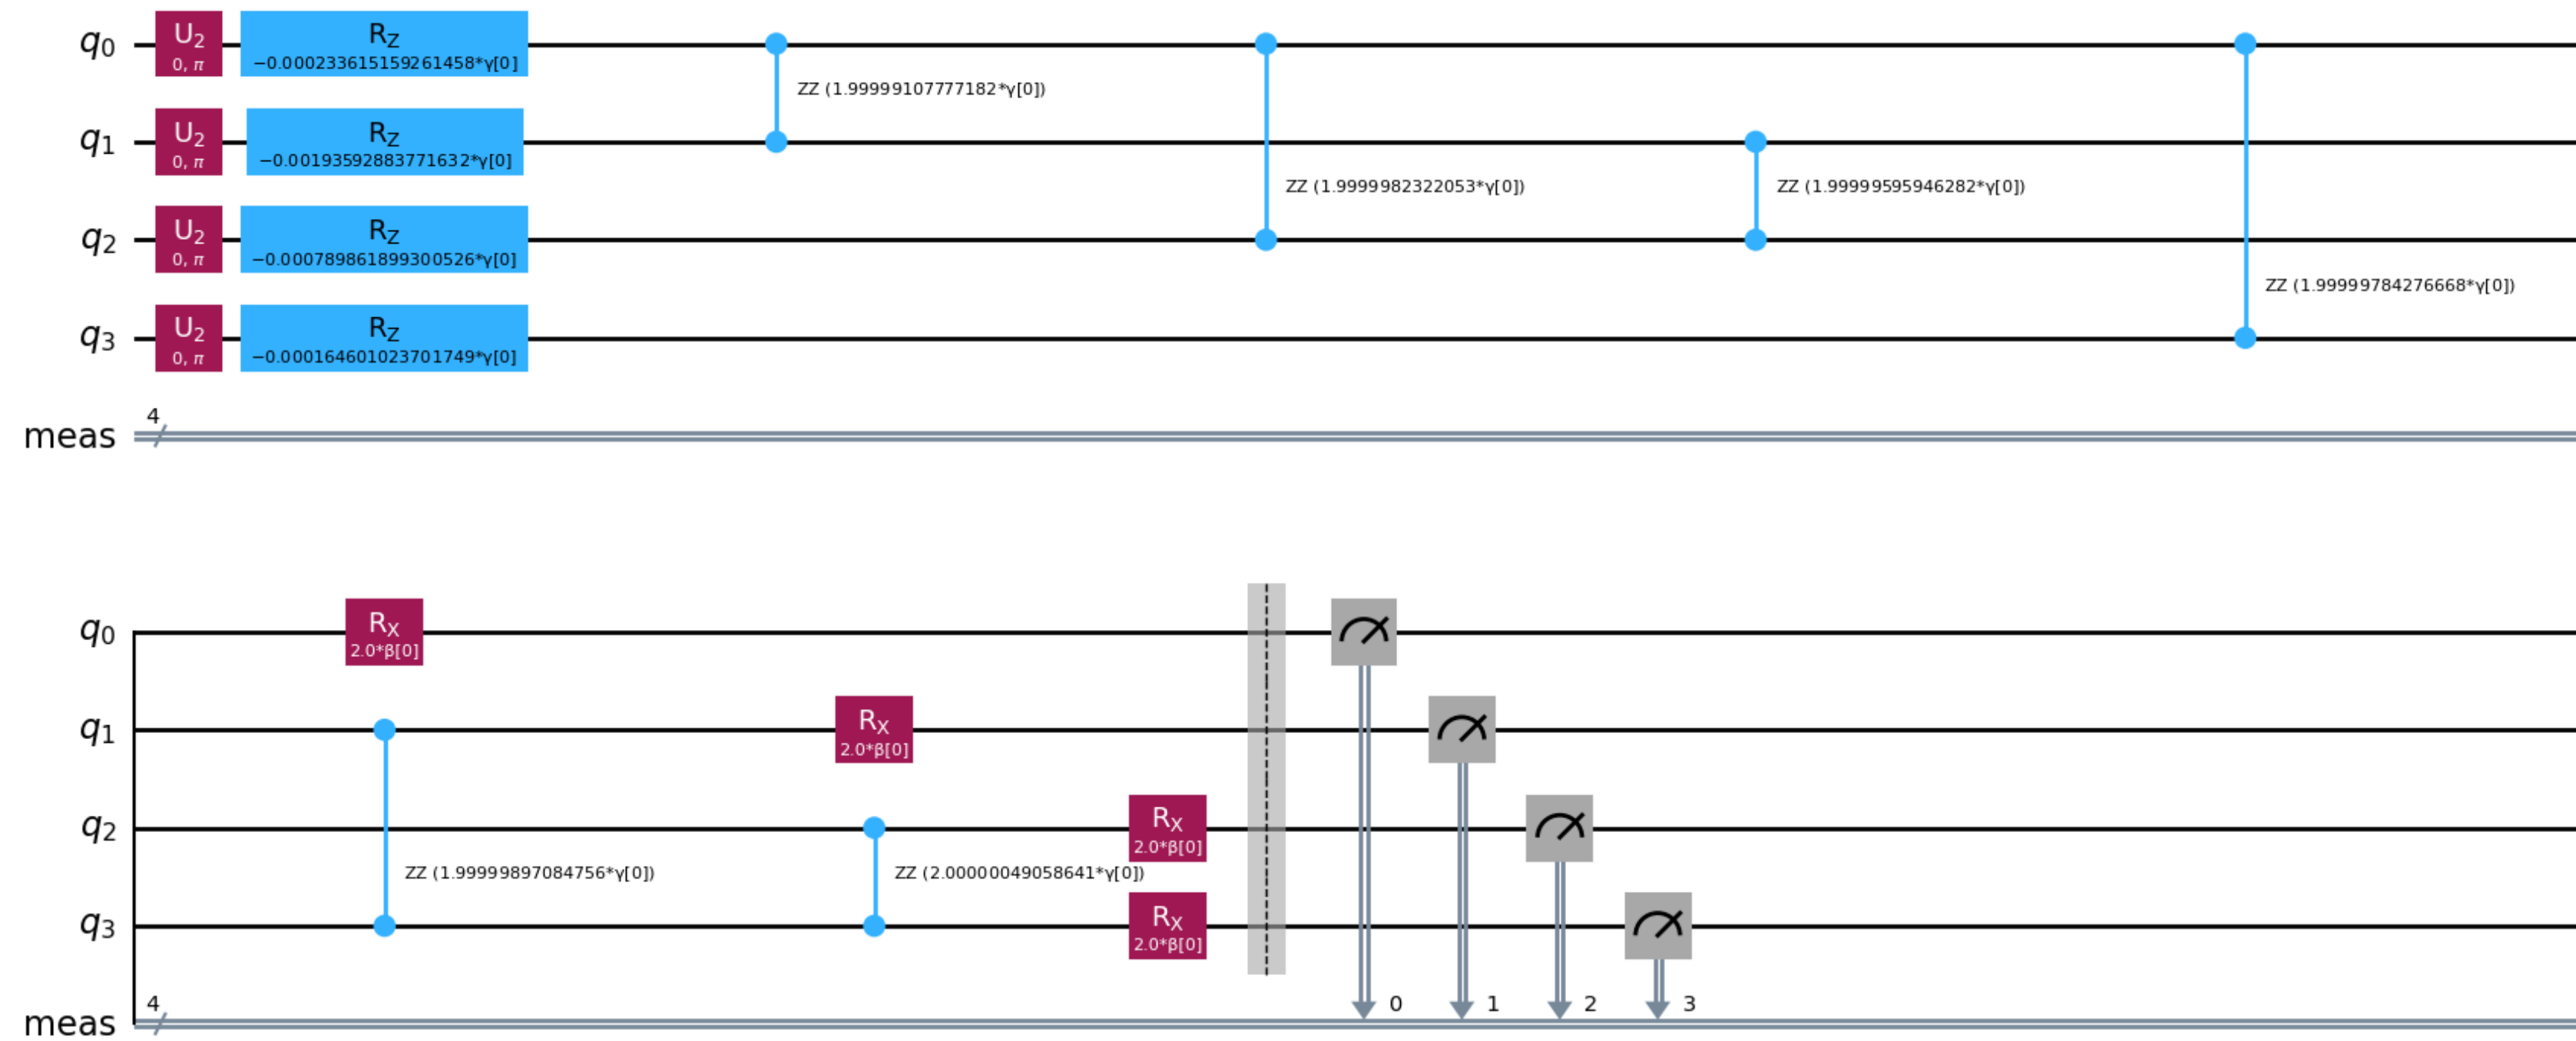 q0 U2 RZ
0, π −0.000233615159261458*γ[0]
ZZ (1.99999107777182*γ[0])
q1 U2 RZ
0, π −0.00193592883771632*γ[0]
ZZ (1.9999982322053*γ[0]) ZZ (1.99999595946282*γ[0])
q2 U2 RZ
0, π −0.000789861899300526*γ[0]
ZZ (1.99999784276668*γ[0])
q3 U2 RZ
0, π −0.000164601023701749*γ[0]
4
meas
q0 RX
2.0*β[0]
q1 RX
2.0*β[0]
q2 RX
2.0*β[0]
ZZ (1.99999897084756*γ[0]) ZZ (2.00000049058641*γ[0])
q3 RX
2.0*β[0]
4 0 1 2 3
meas